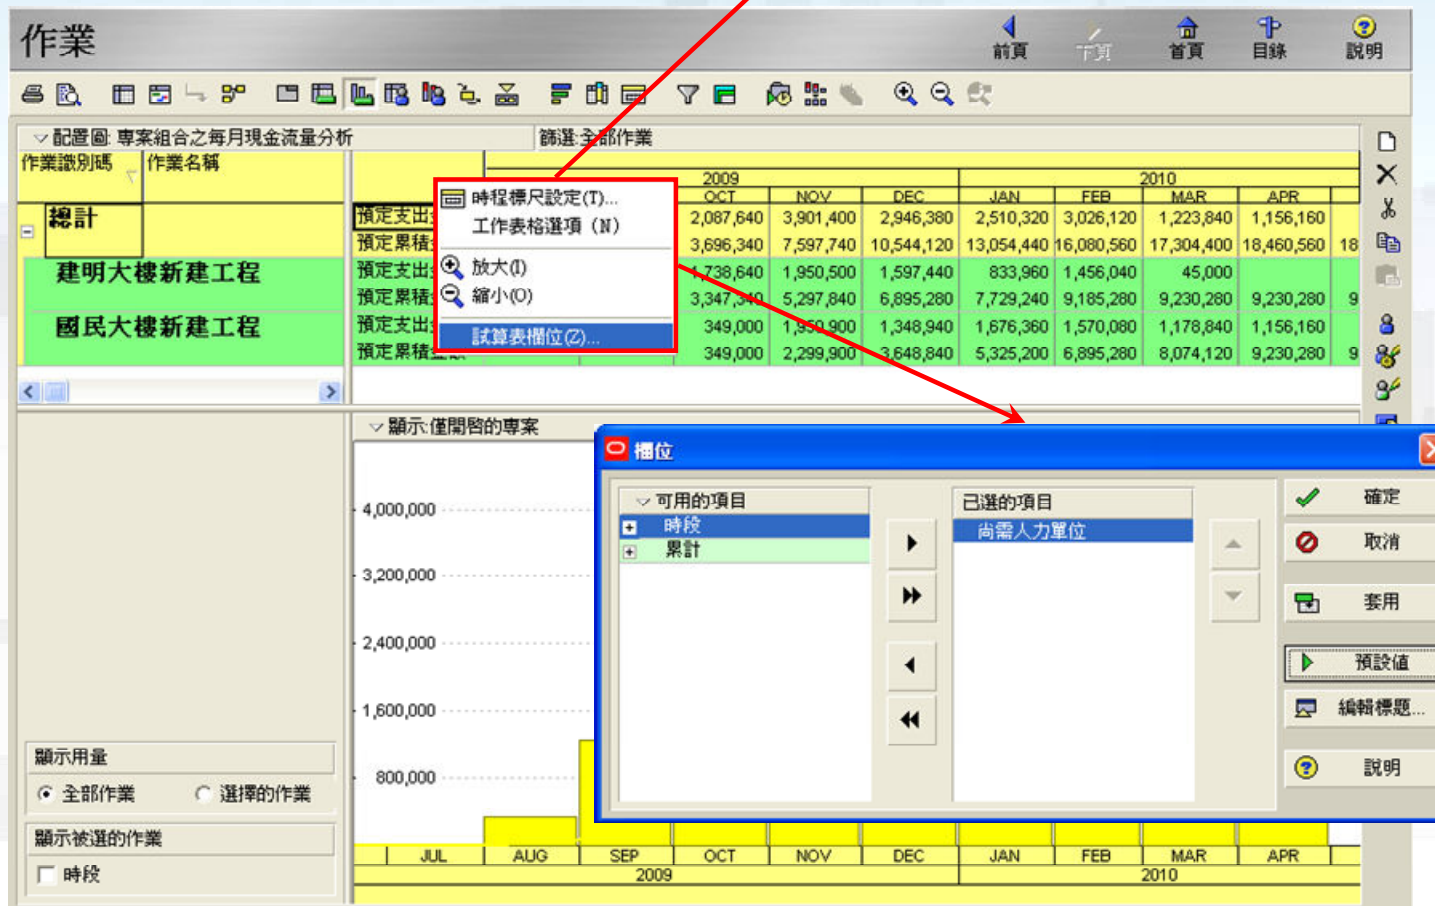 作業
前頁 下頁 首頁 目錄 說明
配置圖: 專案組合之每月現金流量分析 篩選:全部作業
作業識別碼 作業名稱
2009 2010
OCT NOV DEC JAN FEB MAR APR
總計
預定支出 2,087,640 3,901,400 2,946,380 2,510,320 3,026,120 1,223,840 1,156,160
預定累積 3,696,340 7,597,740 10,544,120 13,054,440 16,080,560 17,304,400 18,460,560 18
建明大樓新建工程
預定支出 1,738,640 1,950,500 1,597,440 833,960 1,456,040 45,000
預定累積 3,347,340 5,297,840 6,895,280 7,729,240 9,185,280 9,230,280 9,230,280 9
國民大樓新建工程
預定支出 349,000 1,950,900 1,348,940 1,676,360 1,570,080 1,178,840 1,156,160
預定累積金額 349,000 2,299,900 3,648,840 5,325,200 6,895,280 8,074,120 9,230,280 9
時程標尺設定(T)...
工作表格選項 (N)
放大(I)
縮小(O)
試算表欄位(Z)...
顯示:僅開啓的專案
4,000,000
3,200,000
2,400,000
1,600,000
800,000
JUL AUG SEP OCT NOV DEC JAN FEB MAR APR
2009 2010
顯示用量
全部作業 選擇的作業
顯示被選的作業
時段
欄位
可用的項目
時段
累計
已選的項目
尚需人力單位
確定
取消
套用
預設值
編輯標題...
說明